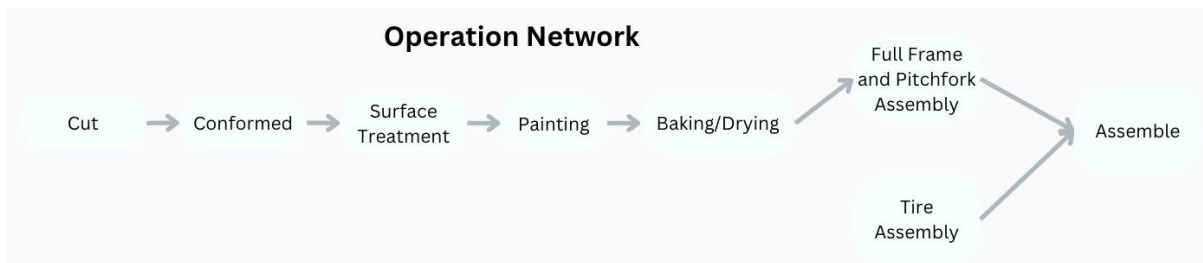 Operation Network
Cut
Conformed
Surface
Treatment
Painting
Baking/Drying
Full Frame
and Pitchfork
Assembly
Tire
Assembly
Assemble